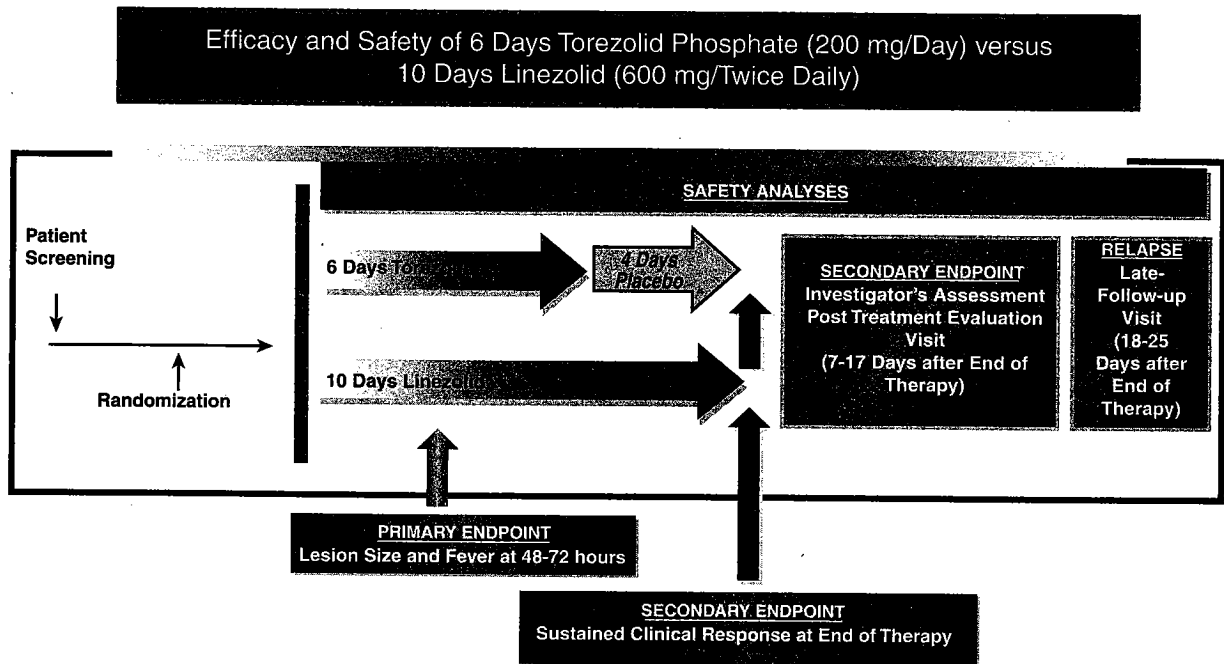 Efficacy and Safety of 6 Days Torezolid Phosphate (200 mg/Day) versus
10 Days Linezolid (600 mg/Twice Daily)
SAFETY ANALYSES
Patient
Screening
Randomization
6 Days
4 Days
Placebo
10 Days Linezolid
SECONDARY ENDPOINT
Investigator's Assessment
Post Treatment Evaluation
Visit
(7-17 Days after End of
Therapy)
RELAPSE
Late-
Follow-up
Visit
(18-25
Days after
End of
Therapy)
PRIMARY ENDPOINT
Lesion Size and Fever at 48-72 hours
SECONDARY ENDPOINT
Sustained Clinical Response at End of Therapy